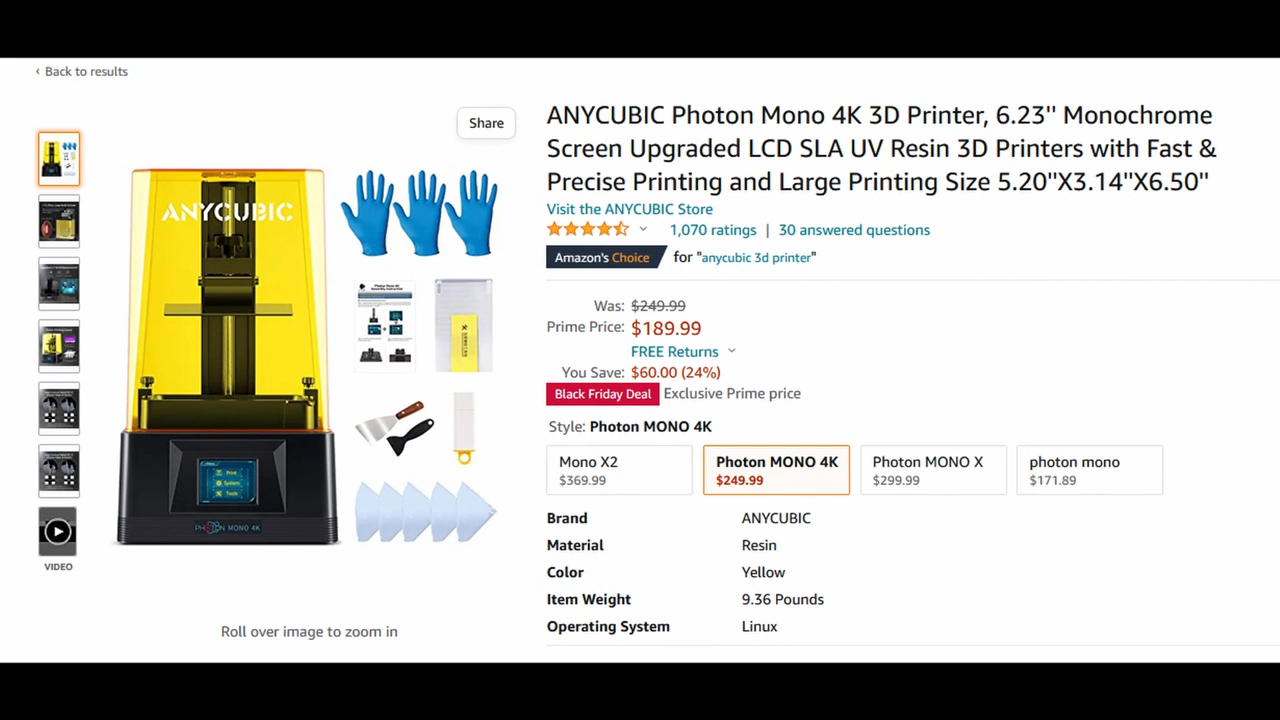 ‹ Back to results
Share
ANYCUBIC Photon Mono 4K 3D Printer, 6.23'' Monochrome
Screen Upgraded LCD SLA UV Resin 3D Printers with Fast &
Precise Printing and Large Printing Size 5.20''X3.14''X6.50''
Visit the ANYCUBIC Store
1,070 ratings | 30 answered questions
Amazon's Choice for "anycubic 3d printer"
Was: $249.99
Prime Price: $189.99
FREE Returns
You Save: $60.00 (24%)
Black Friday Deal Exclusive Prime price
Style: Photon MONO 4K
Mono X2 Photon MONO 4K Photon MONO X photon mono
$369.99 $249.99 $299.99 $171.89
Brand ANYCUBIC
Material Resin
Color Yellow
Item Weight 9.36 Pounds
Operating System Linux
ANYCUBIC
Print
System
Tools
PHOTON MONO 4K
VIDEO
Roll over image to zoom in